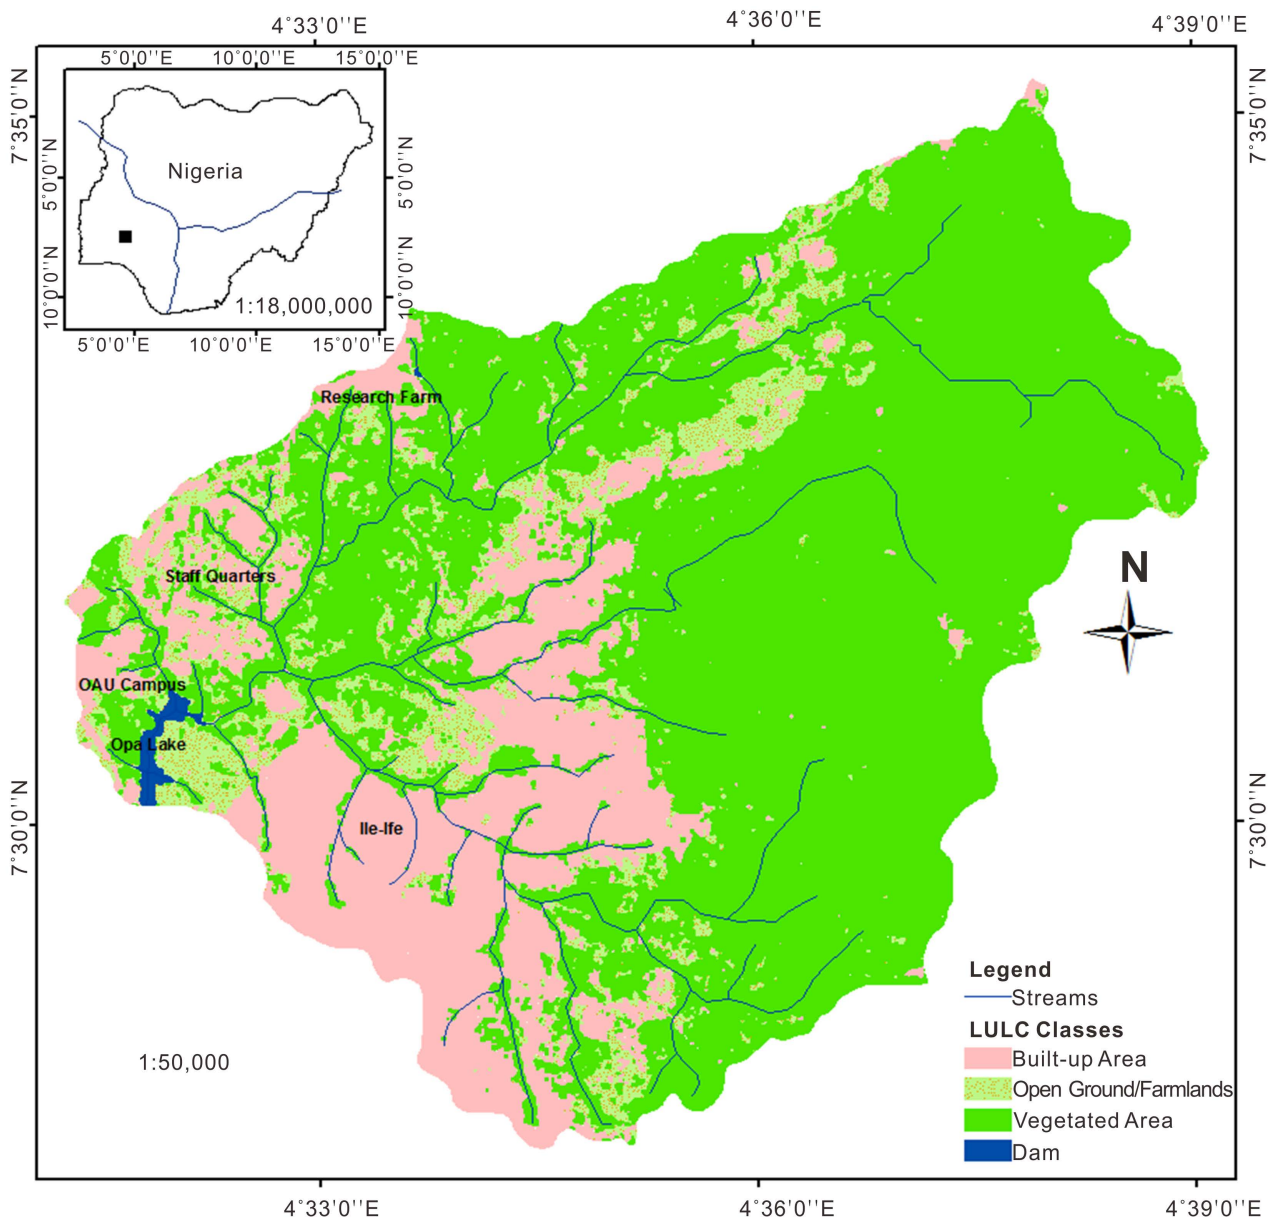 4˚33'0''E
4˚36'0''E
4˚39'0''E
5˚0'0''E
10˚0'0''E
15˚0'0''E
7˚35'0''N
7˚35'0''N
5˚0'0''N
5˚0'0''N
Nigeria
10˚0'0''N
10˚0'0''N
1:18,000,000
5˚0'0'E
10˚0'0''E
15˚0'0''E
Research Farm
Staff Quarters
N
OAU Campus
Opa Lake
7˚30'0''N
7˚30'0''N
Ile-Ife
1:50,000
Legend
Streams
LULC Classes
Built-up Area
Open Ground/Farmlands
Vegetated Area
Dam
4˚33'0''E
4˚36'0''E
4˚39'0''E